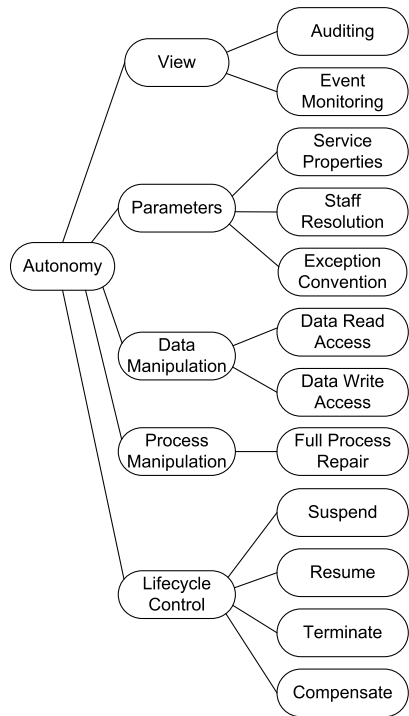 Autonomy
View
Auditing
Event
Monitoring
Parameters
Service
Properties
Staff
Resolution
Exception
Convention
Data
Manipulation
Data Read
Access
Data Write
Access
Process
Manipulation
Full Process
Repair
Lifecycle
Control
Suspend
Resume
Terminate
Compensate